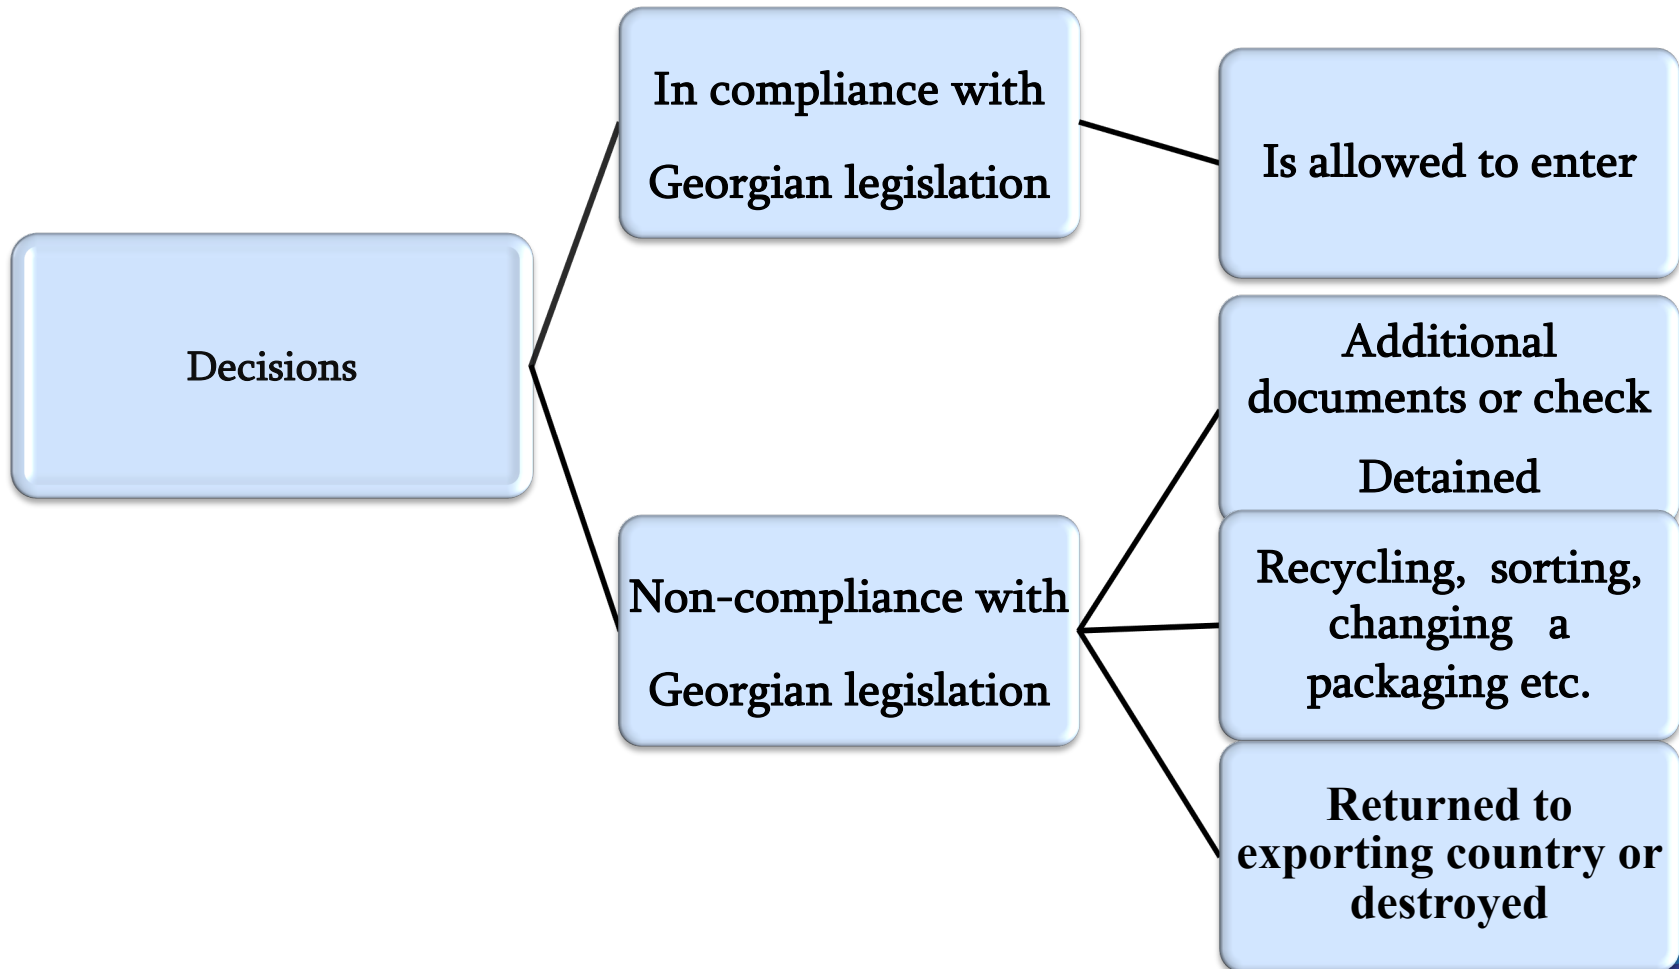 Decisions
In compliance with
Georgian legislation
Is allowed to enter
Non-compliance with
Georgian legislation
Additional
documents or check
Detained
Recycling, sorting,
changing a
packaging etc.
Returned to
exporting country or
destroyed